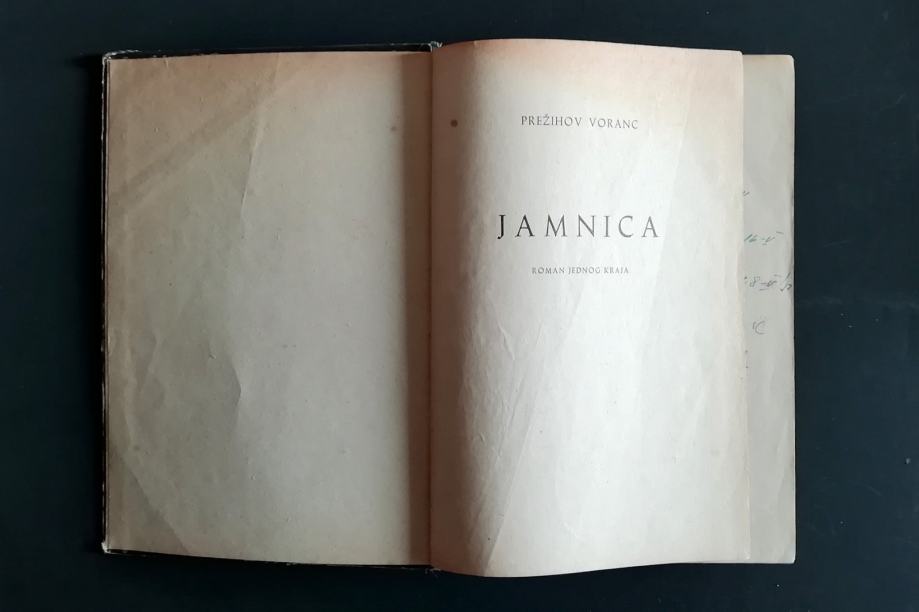 PREŽIHOV VORANC
JAMNICA
ROMAN JEDNOG KRAJA